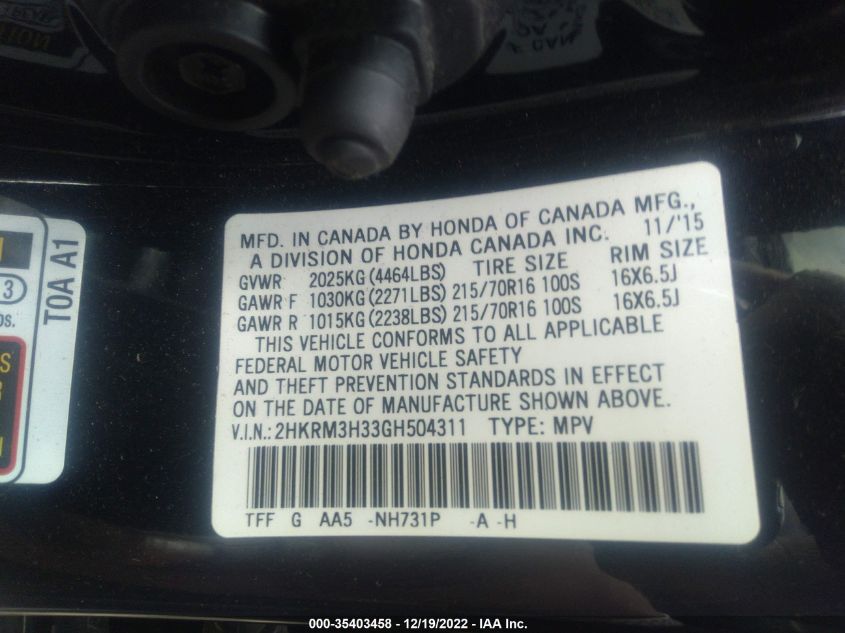 MFD. IN CANADA BY HONDA OF CANADA MFG.,
A DIVISION OF HONDA CANADA INC. 11/'15
GVWR 2025KG (4464LBS) TIRE SIZE RIM SIZE
GAWR F 1030KG (2271LBS) 215/70R16 100S 16X6.5J
GAWR R 1015KG (2238LBS) 215/70R16 100S 16X6.5J
THIS VEHICLE CONFORMS TO ALL APPLICABLE
FEDERAL MOTOR VEHICLE SAFETY
AND THEFT PREVENTION STANDARDS IN EFFECT
ON THE DATE OF MANUFACTURE SHOWN ABOVE.
V.I.N.: 2HKRM3H33GH504311 TYPE: MPV
TFF G AA5 -NH731P -A -H
TOA A1
3
000-35403458 - 12/19/2022 - IAA Inc.